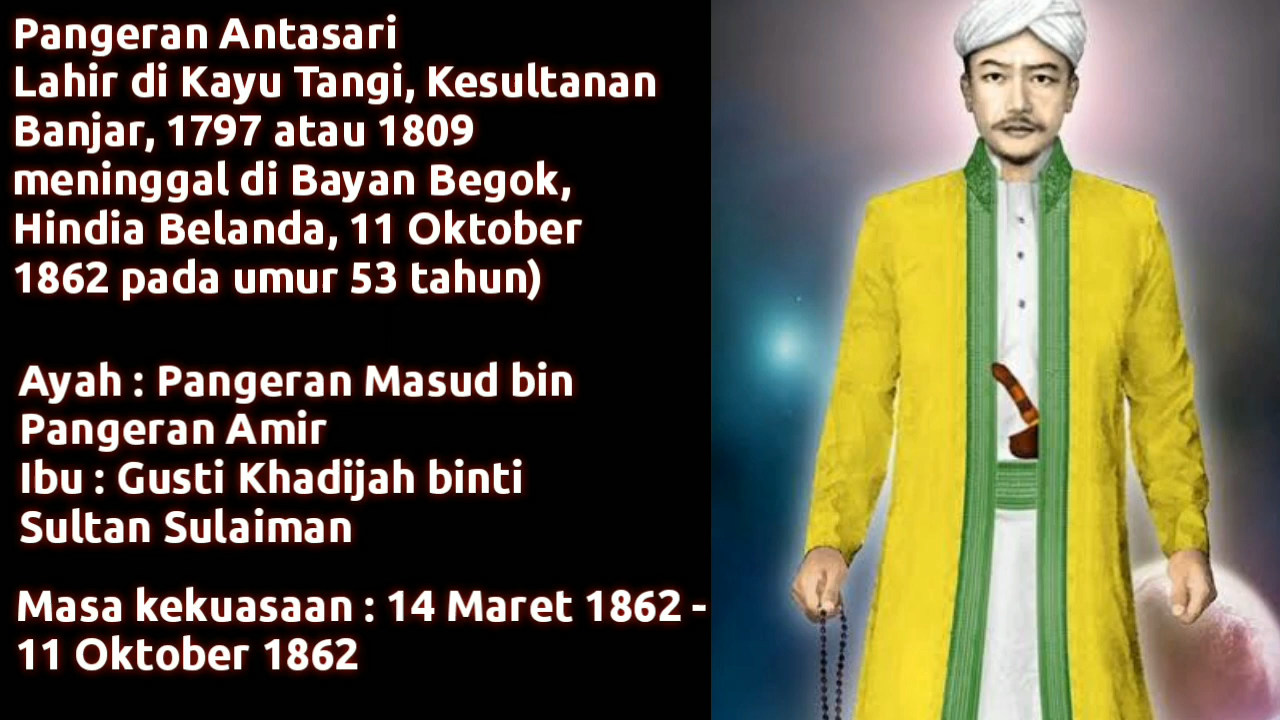 Pangeran Antasari
Lahir di Kayu Tangi, Kesultanan
Banjar, 1797 atau 1809
meninggal di Bayan Begok,
Hindia Belanda, 11 Oktober
1862 pada umur 53 tahun)
Ayah : Pangeran Masud bin
Pangeran Amir
Ibu : Gusti Khadijah binti
Sultan Sulaiman
Masa kekuasaan : 14 Maret 1862 -
11 Oktober 1862